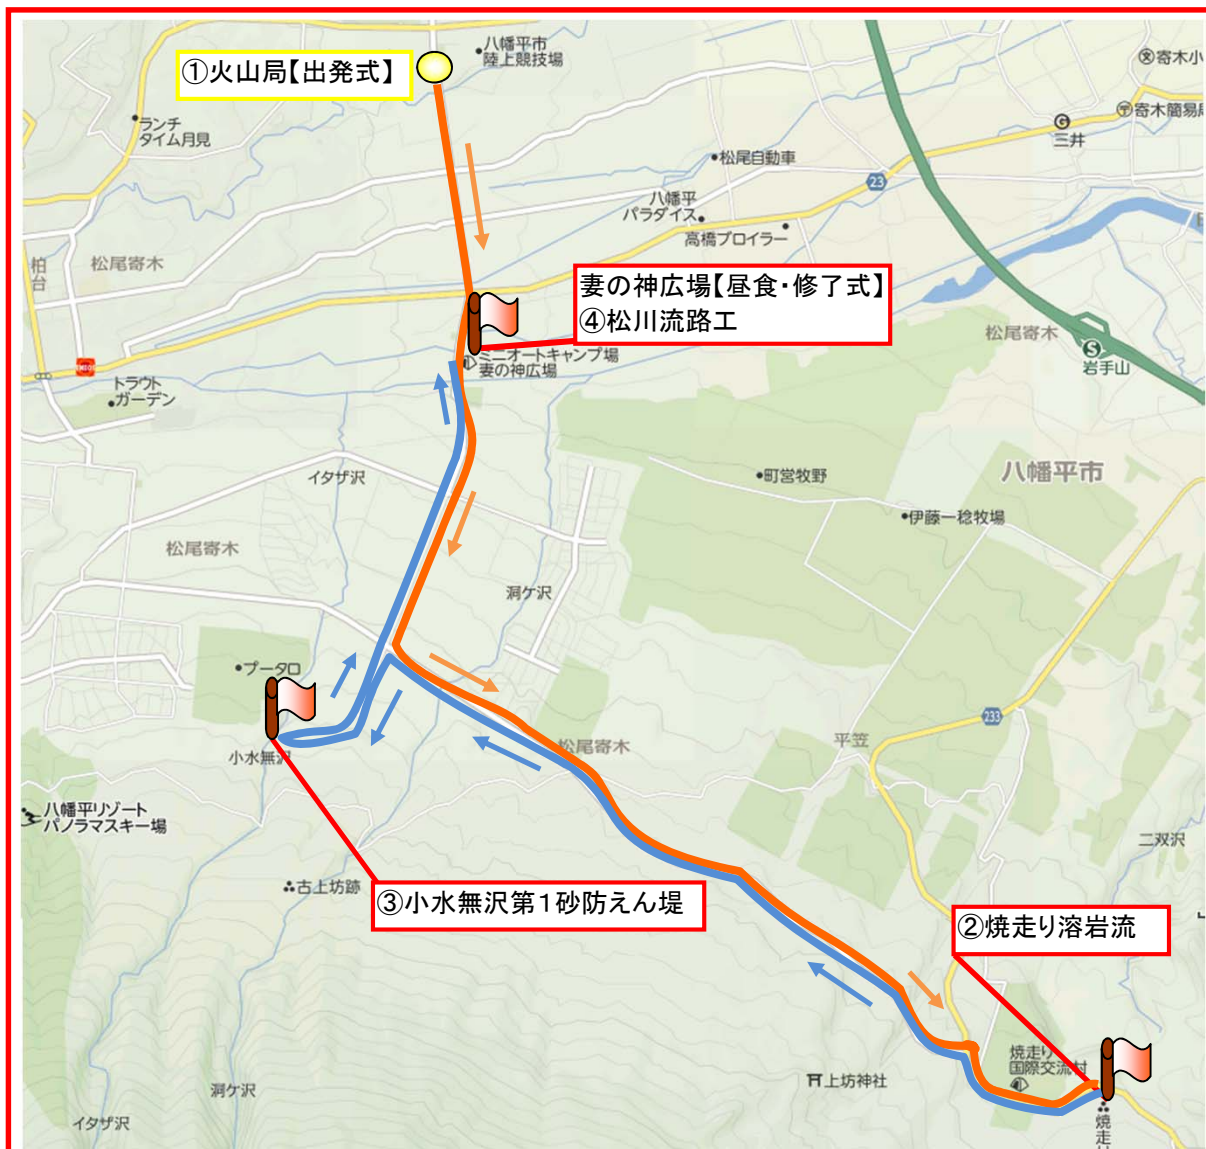 ①火山局【出発式】
八幡平市
陸上競技場
寄木小
寄木簡易局
三井
ランチ
タイム月見
松尾自動車
23
八幡平
パラダイス
高橋ブロイラー
柏台
松尾寄木
妻の神広場【昼食・修了式】
④松川流路工
松尾寄木
岩手山
ENEOS
ミニオートキャンプ場
妻の神広場
トラウト
ガーデン
イタザ沢
町営牧野
八幡平市
伊藤一稔牧場
松尾寄木
洞ケ沢
プータロ
233
小水無沢
松尾寄木
平笠
八幡平リゾート
パノラマスキー場
二双沢
古上坊跡
③小水無沢第1砂防えん堤
②焼走り溶岩流
焼走り
国際交流村
上坊神社
洞ケ沢
イタザ沢
焼走